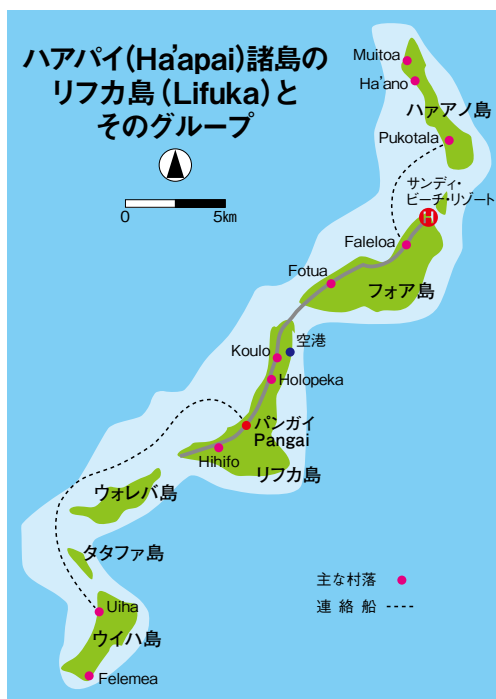 ハアパイ(Ha'apai)諸島の
リフカ島(Lifuka)と
そのグループ
0 5km
Muitoa
Ha'ano
ハァアノ島
Pukotala
サンディ・
ビーチ・リゾート
H
Faleloa
Fotua
フォア島
空港
Koulo
Holopeka
パンガイ
Pangai
Hihifo
リフカ島
ウォレバ島
タタファ島
主な村落
連絡船
Uiha
ウイハ島
Felemea